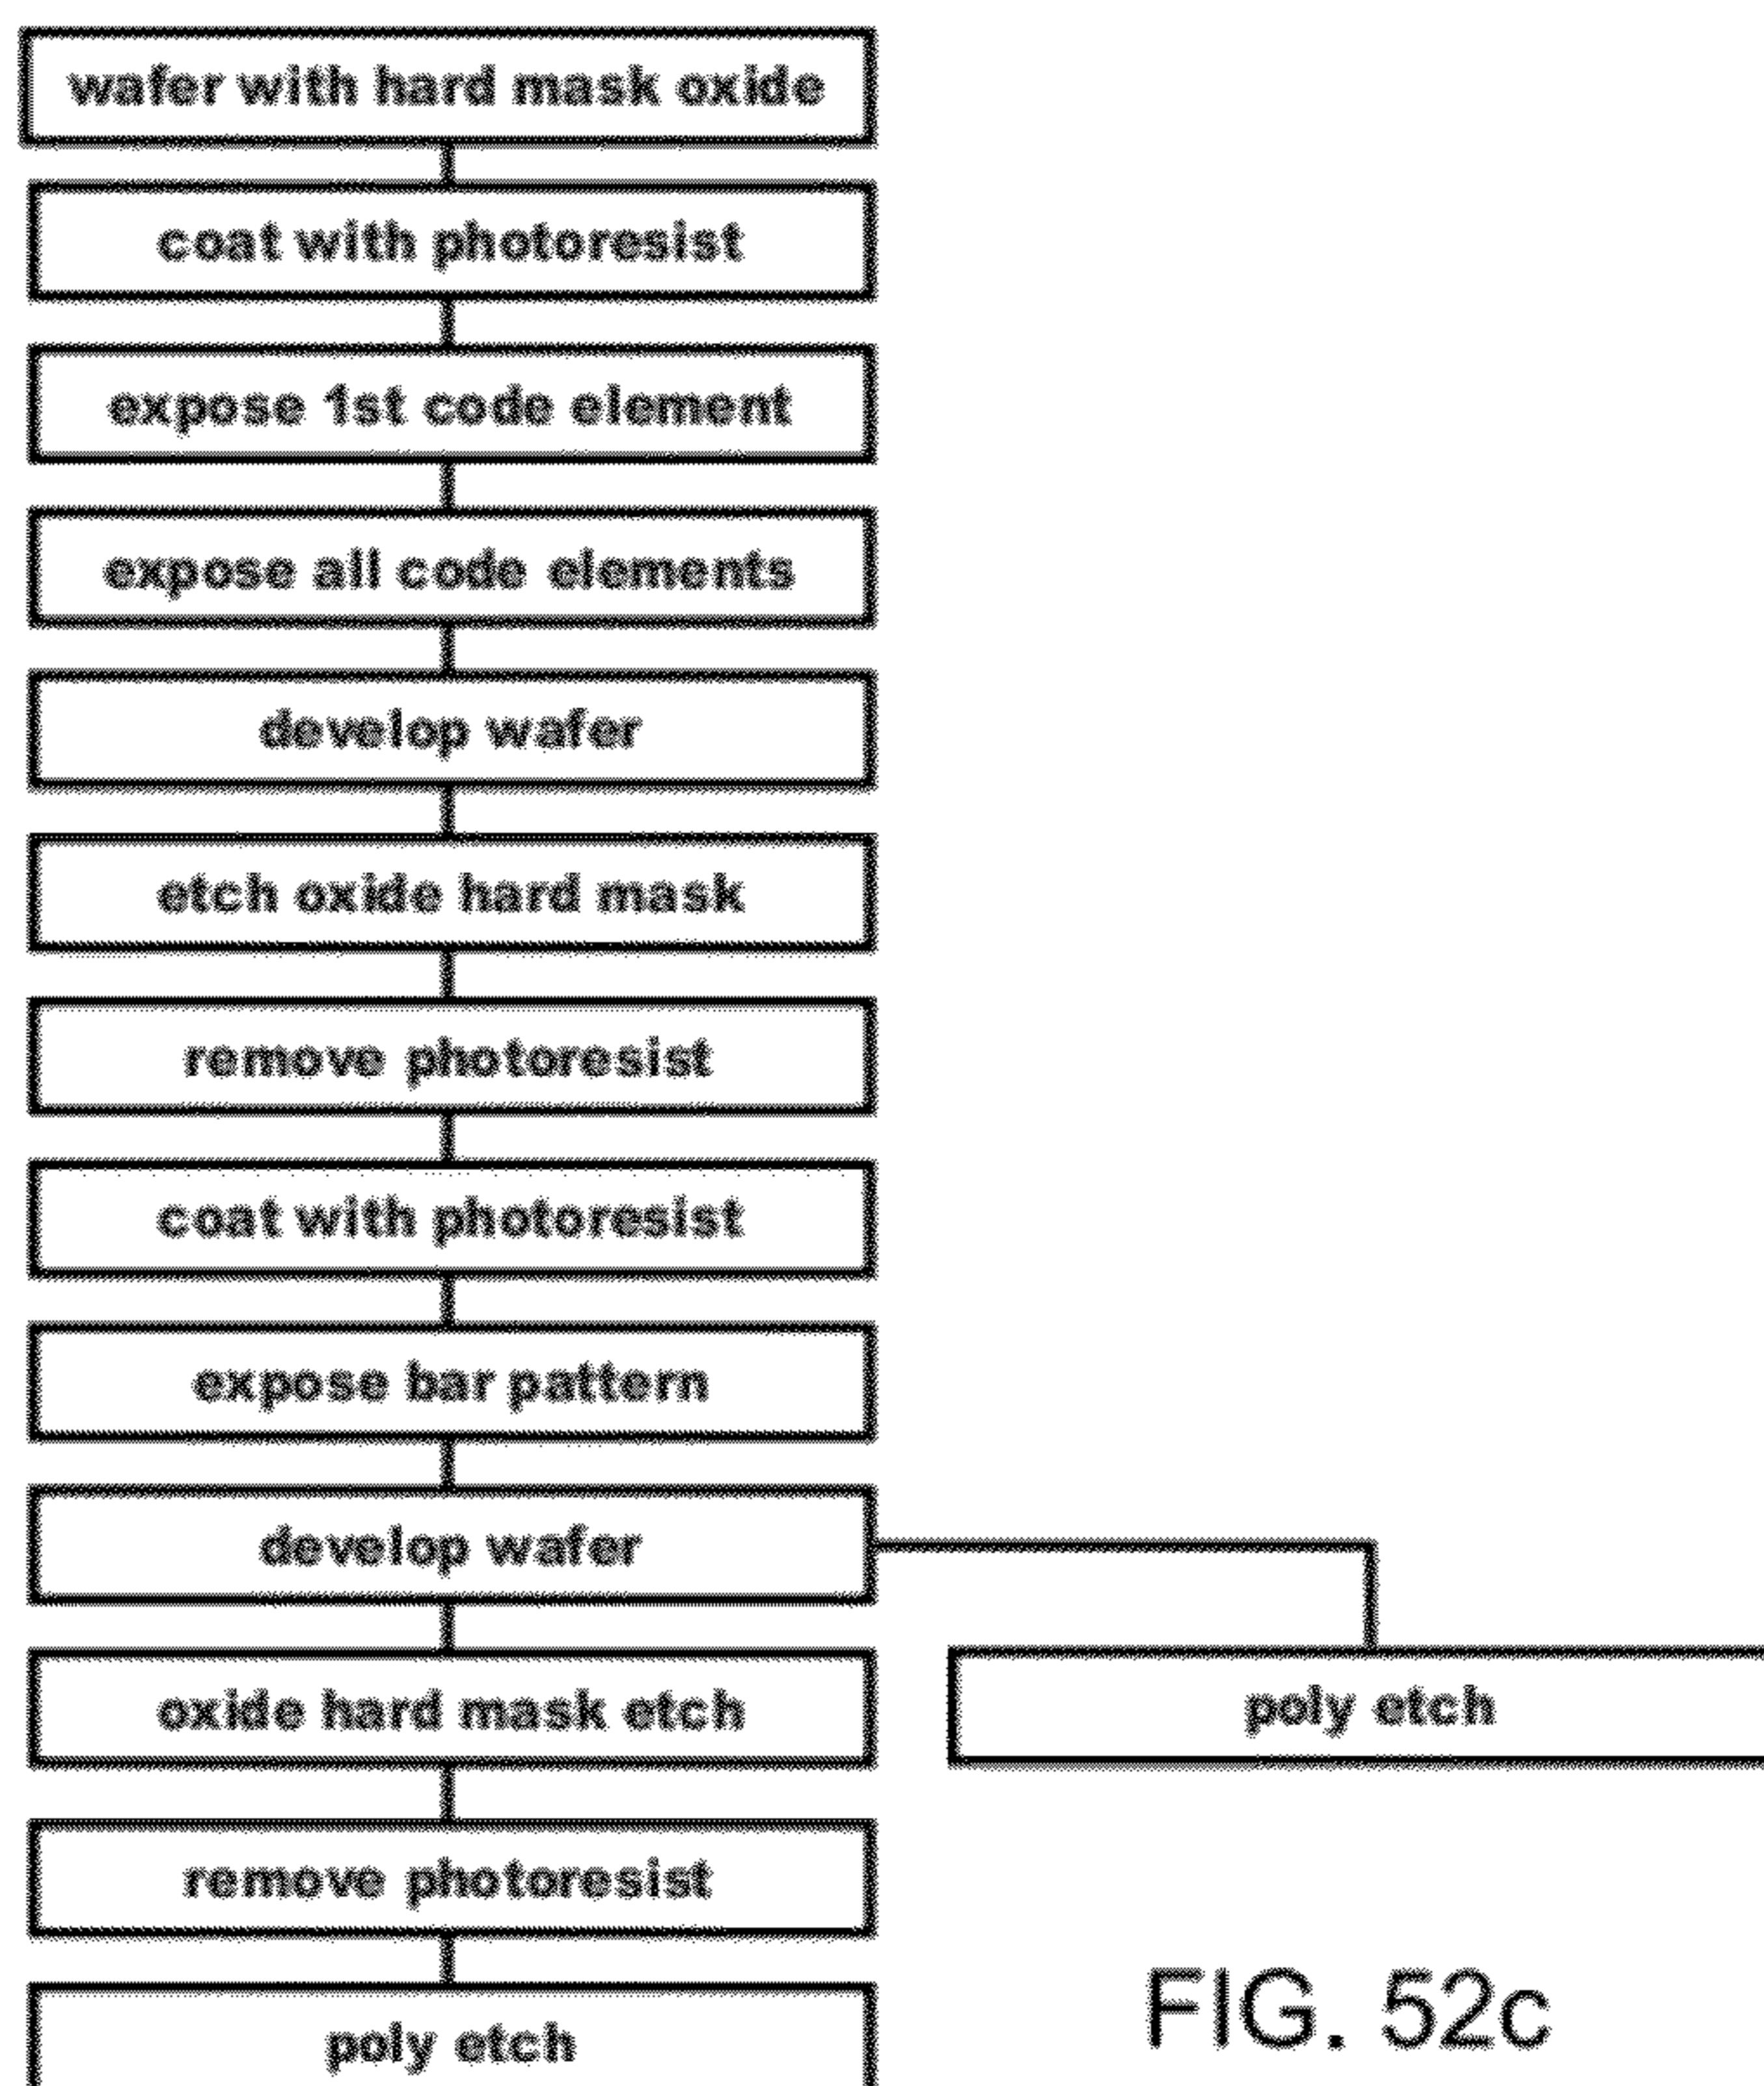 wafer with hard mask oxide
coat with photoresist
expose 1st code element
expose all code elements
develop wafer
etch oxide hard mask
remove photoresist
coat with photoresist
expose bar pattern
develop wafer
oxide hard mask etch
poly etch
remove photoresist
poly etch
FIG. 52c